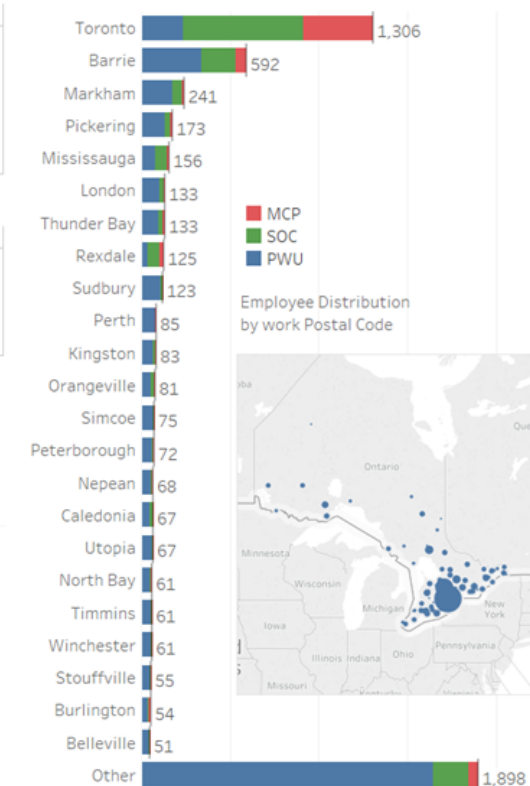 Toronto 1,306
Barrie 592
Markham 241
Pickering 173
Mississauga 156
London 133
Thunder Bay 133
Rexdale 125
Sudbury 123
Perth 85
Kingston 83
Orangeville 81
Simcoe 75
Peterborough 72
Nepean 68
Caledonia 67
Utopia 67
North Bay 61
Timmins 61
Winchester 61
Stouffville 55
Burlington 54
Belleville 51
Other 1,898
MCP
SOC
PWU
Employee Distribution
by work Postal Code
Ontario
Minnesota
Wisconsin
Michigan
New
York
Iowa
Illinois Indiana Ohio Pennsylvania
Missouri